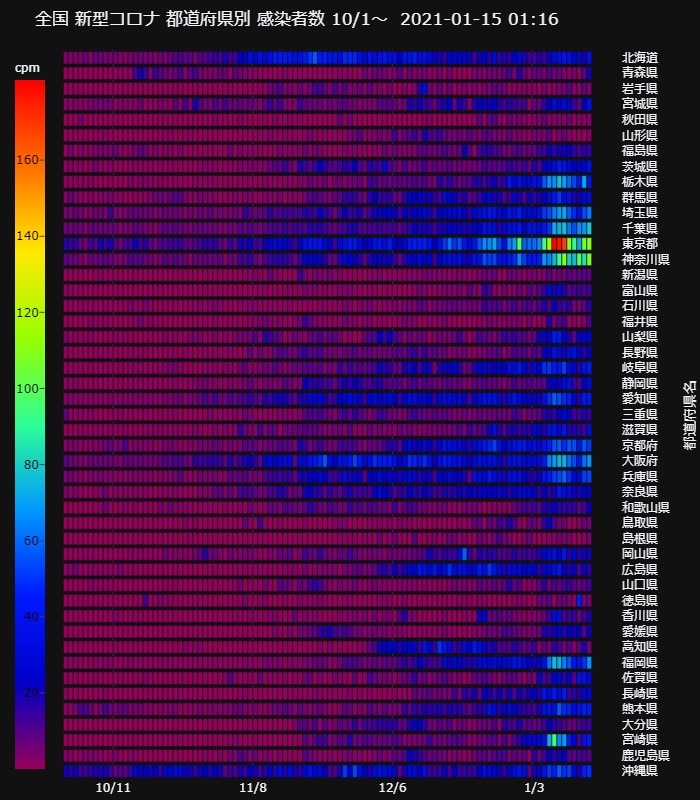 全国 新型コロナ 都道府県別 感染者数 10/1～ 2021-01-15 01:16
cpm
160
140
120
100
80
60
40
20
北海道
青森県
岩手県
宮城県
秋田県
山形県
福島県
茨城県
栃木県
群馬県
埼玉県
千葉県
東京都
神奈川県
新潟県
富山県
石川県
福井県
山梨県
長野県
岐阜県
静岡県
愛知県
三重県
滋賀県
京都府
大阪府
兵庫県
奈良県
和歌山県
鳥取県
島根県
岡山県
広島県
山口県
徳島県
香川県
愛媛県
高知県
福岡県
佐賀県
長崎県
熊本県
大分県
宮崎県
鹿児島県
沖縄県
都道府県名
10/11 11/8 12/6 1/3